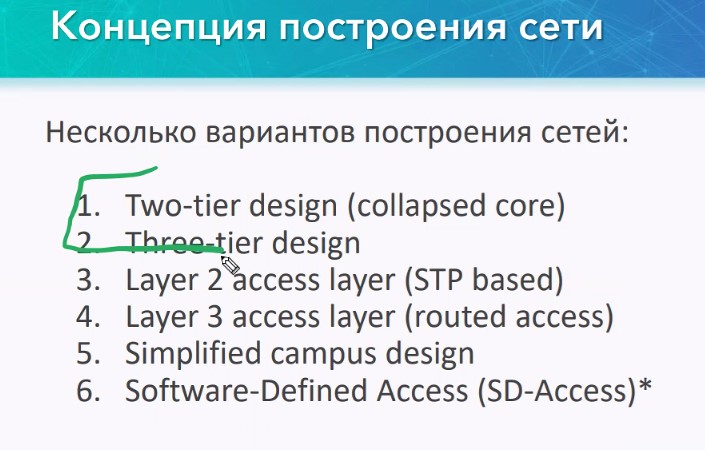 Концепция построения сети
Несколько вариантов построения сетей:
1. Two-tier design (collapsed core)
2. Three-tier design
3. Layer 2 access layer (STP based)
4. Layer 3 access layer (routed access)
5. Simplified campus design
6. Software-Defined Access (SD-Access)*